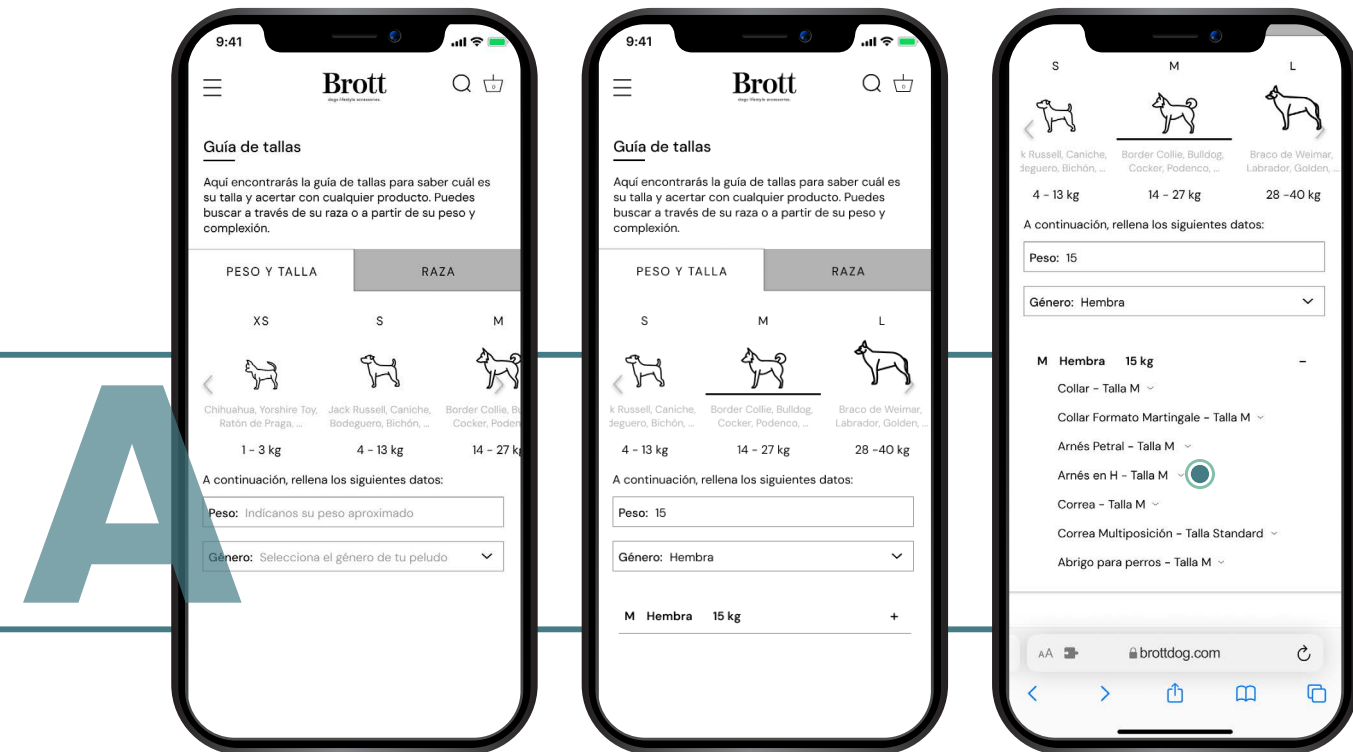 A
9:41
Brott
dogs lifestyle accessories.
0
Guía de tallas
Aquí encontrarás la guía de tallas para saber cuál es
su talla y acertar con cualquier producto. Puedes
buscar a través de su raza o a partir de su peso y
complexión.
PESO Y TALLA
RAZA
XS
S
M
Chihuahua, Yorshire Toy,
Ratón de Praga, ...
Jack Russell, Caniche,
Bodeguero, Bichón, ...
Border Collie, Bu
Cocker, Poden
1 - 3 kg
4 - 13 kg
14 - 27 kg
A continuación, rellena los siguientes datos:
Peso: Indícanos su peso aproximado
Género: Selecciona el género de tu peludo
9:41
Brott
dogs lifestyle accessories.
0
Guía de tallas
Aquí encontrarás la guía de tallas para saber cuál es
su talla y acertar con cualquier producto. Puedes
buscar a través de su raza o a partir de su peso y
complexión.
PESO Y TALLA
RAZA
S
M
L
k Russell, Caniche,
deguero, Bichón, ...
Border Collie, Bulldog,
Cocker, Podenco, ...
Braco de Weimar,
Labrador, Golden, ...
4 - 13 kg
14 - 27 kg
28 -40 kg
A continuación, rellena los siguientes datos:
Peso: 15
Género: Hembra
M Hembra 15 kg +
S
M
L
k Russell, Caniche,
deguero, Bichón, ...
Border Collie, Bulldog,
Cocker, Podenco, ...
Braco de Weimar,
Labrador, Golden, ...
4 - 13 kg
14 - 27 kg
28 -40 kg
A continuación, rellena los siguientes datos:
Peso: 15
Género: Hembra
M Hembra 15 kg -
Collar - Talla M
Collar Formato Martingale - Talla M
Arnés Petral - Talla M
Arnés en H - Talla M
Correa - Talla M
Correa Multiposición - Talla Standard
Abrigo para perros - Talla M
AA
brottdog.com